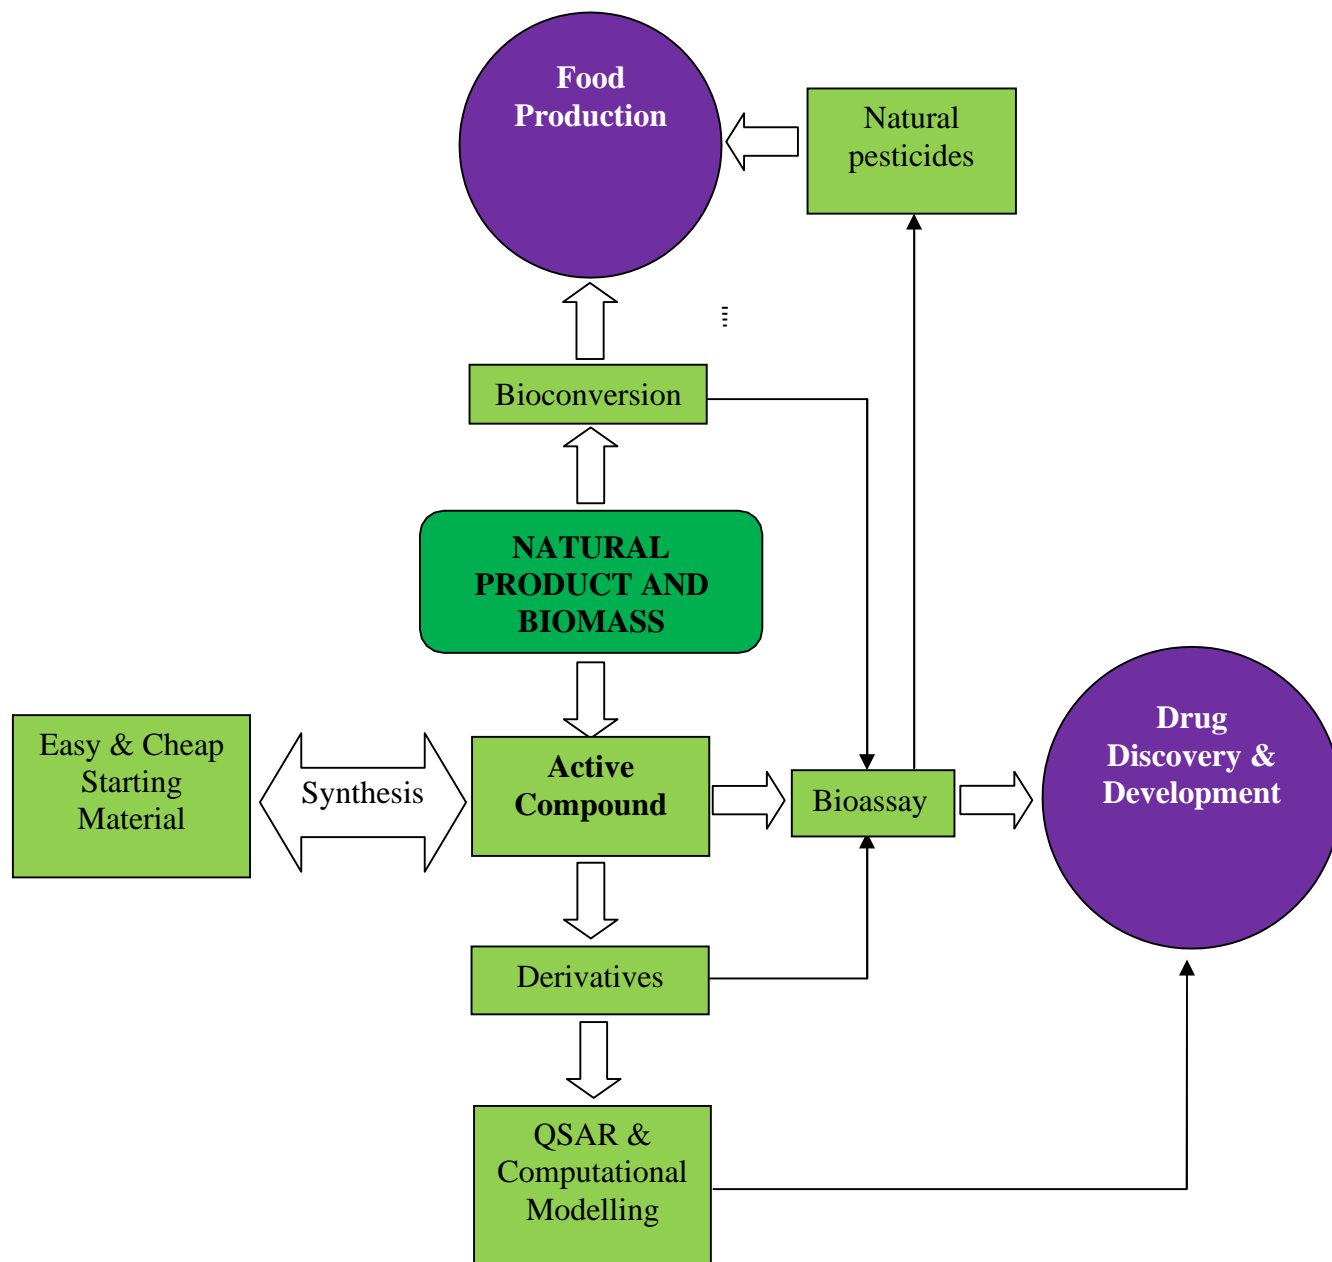 Food
Production
Natural
pesticides
Bioconversion
NATURAL
PRODUCT AND
BIOMASS
Easy & Cheap
Starting
Material
Synthesis
Active
Compound
Bioassay
Drug
Discovery &
Development
Derivatives
QSAR &
Computational
Modelling